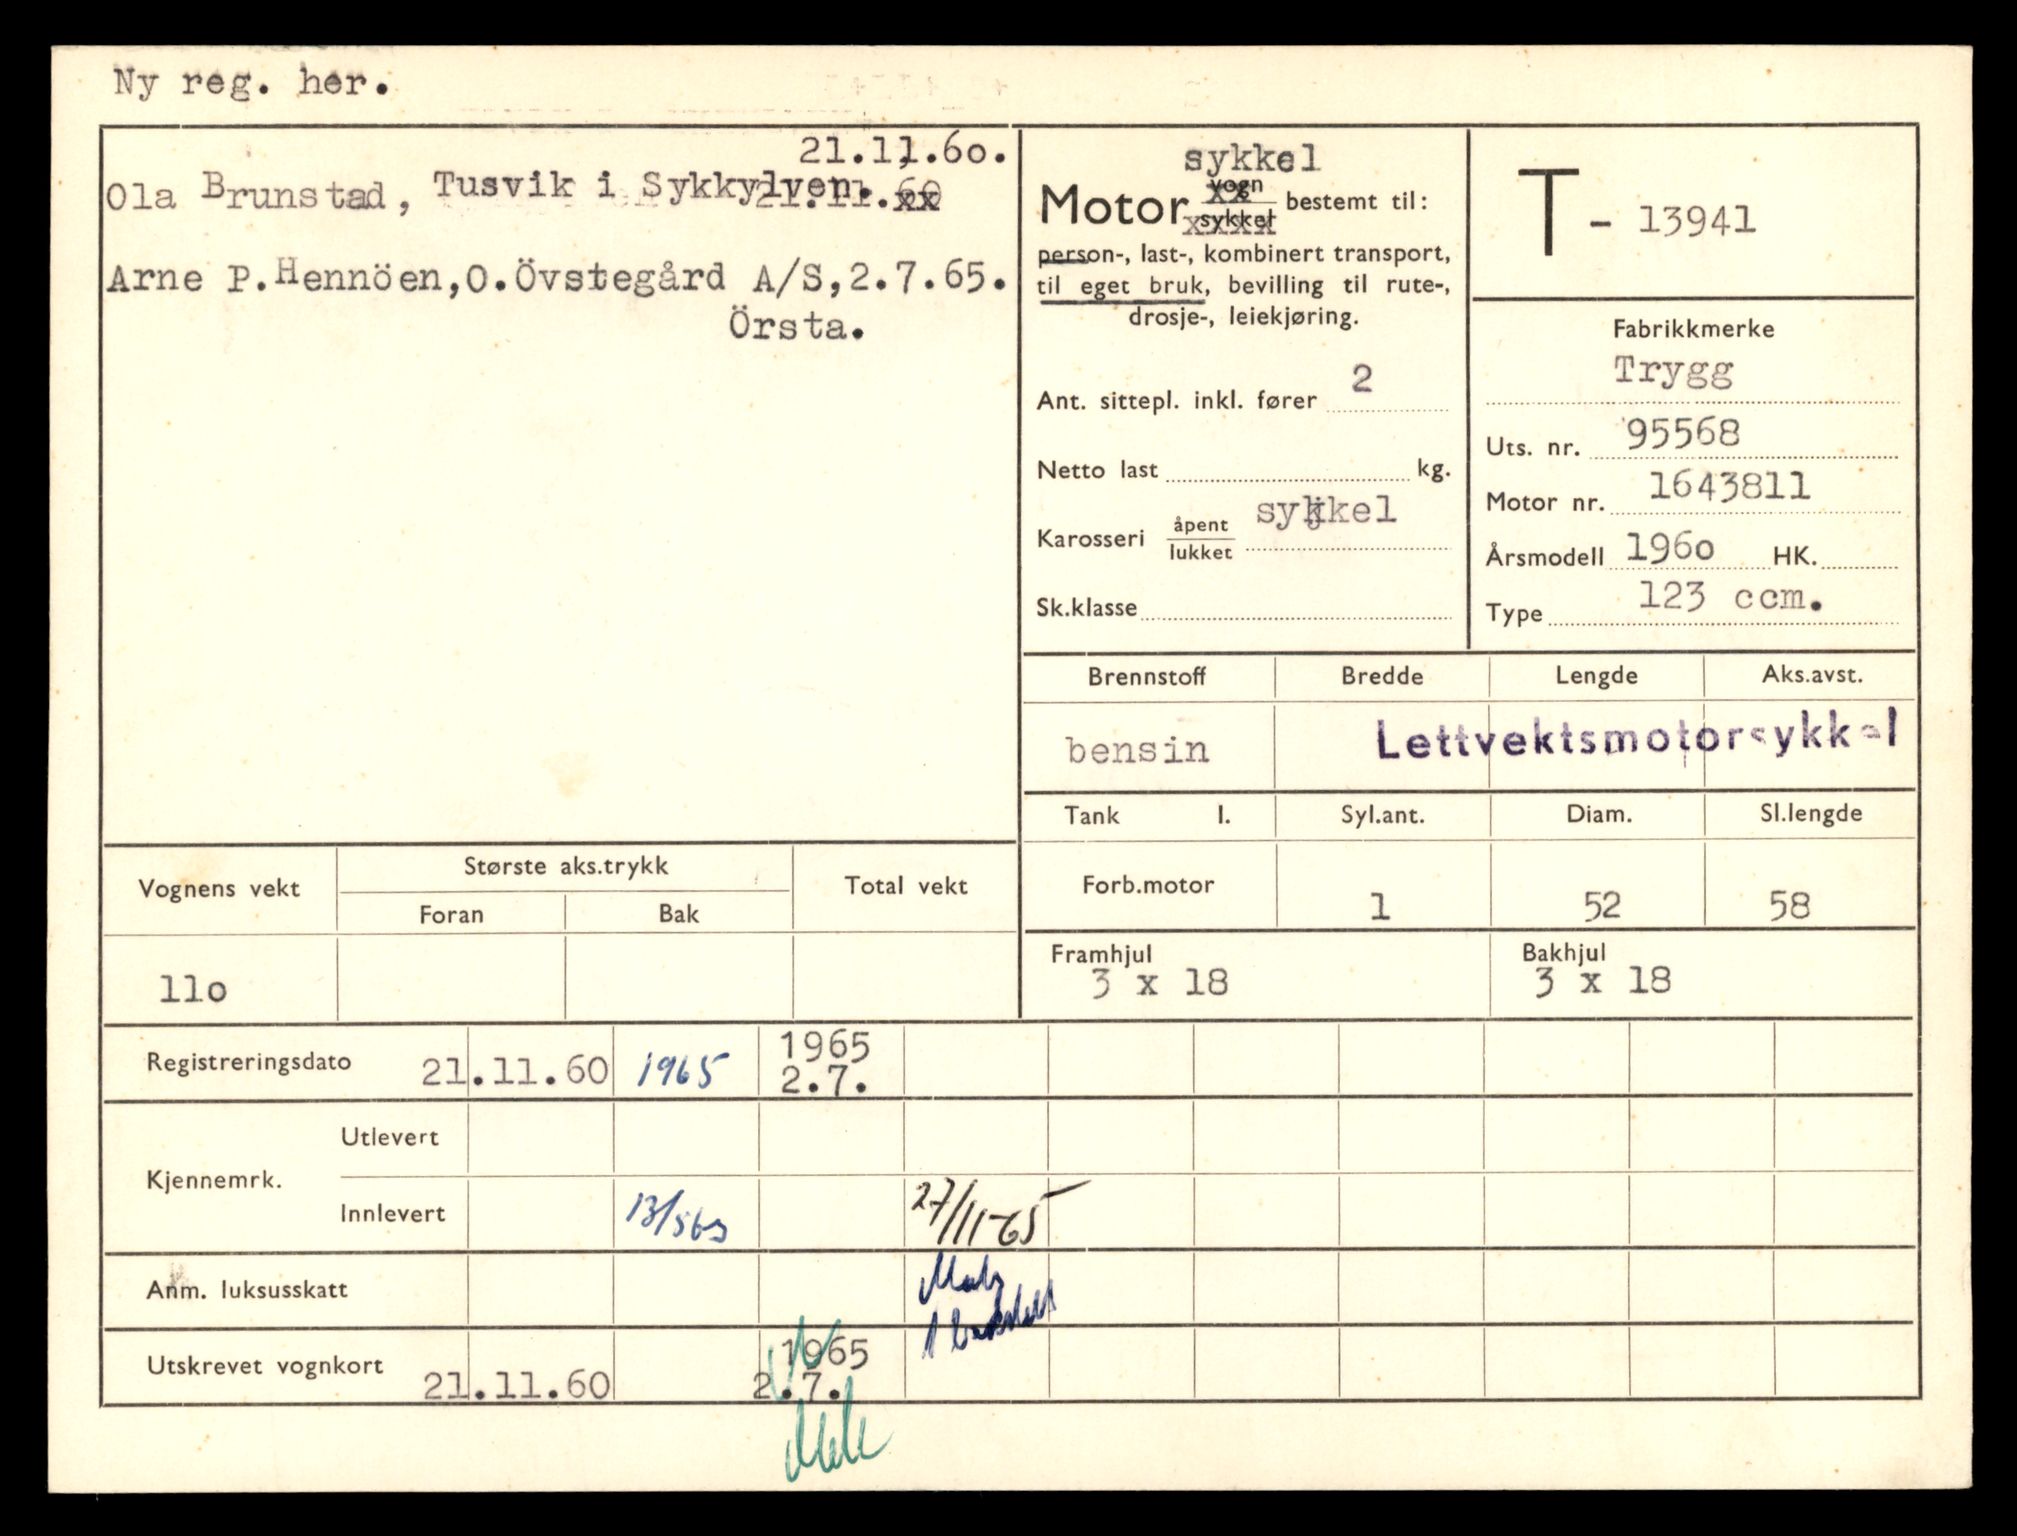 Ny reg. her.
21.11.60.
Ola Brunstad, Tusvik i Sykkylven.
Arne P. Hennöen, O. Övstegård A/S, 2.7.65.
Örsta.
sykkel
Motor vogn sykkel bestemt til:
person-, last-, kombinert transport,
til eget bruk, bevilling til rute-,
drosje-, leiekjøring.
Ant. sittepl. inkl. fører 2
Netto last kg.
Karosseri åpent lukket sykkel
Sk.klasse
T - 13941
Fabrikkmerke
Trygg
Uts. nr. 95568
Motor nr. 1643811
Årsmodell 1960 HK.
Type 123 ccm.
Brennstoff Bredde Lengde Aks.avst.
bensin Lettvektsmotorsykkel
Tank l. Syl.ant. Diam. Sl.lengde
Forb.motor 1 52 58
Framhjul Bakhjul
3 x 18 3 x 18
Vognens vekt Største aks.trykk Total vekt
Foran Bak
110
Registreringsdato 21.11.60 1965 1965 2.7.
Kjennemrk. Utlevert
Innlevert 13/5 65 27/11-65
Anm. luksusskatt
Utskrevet vognkort 21.11.60 1965 2.7.